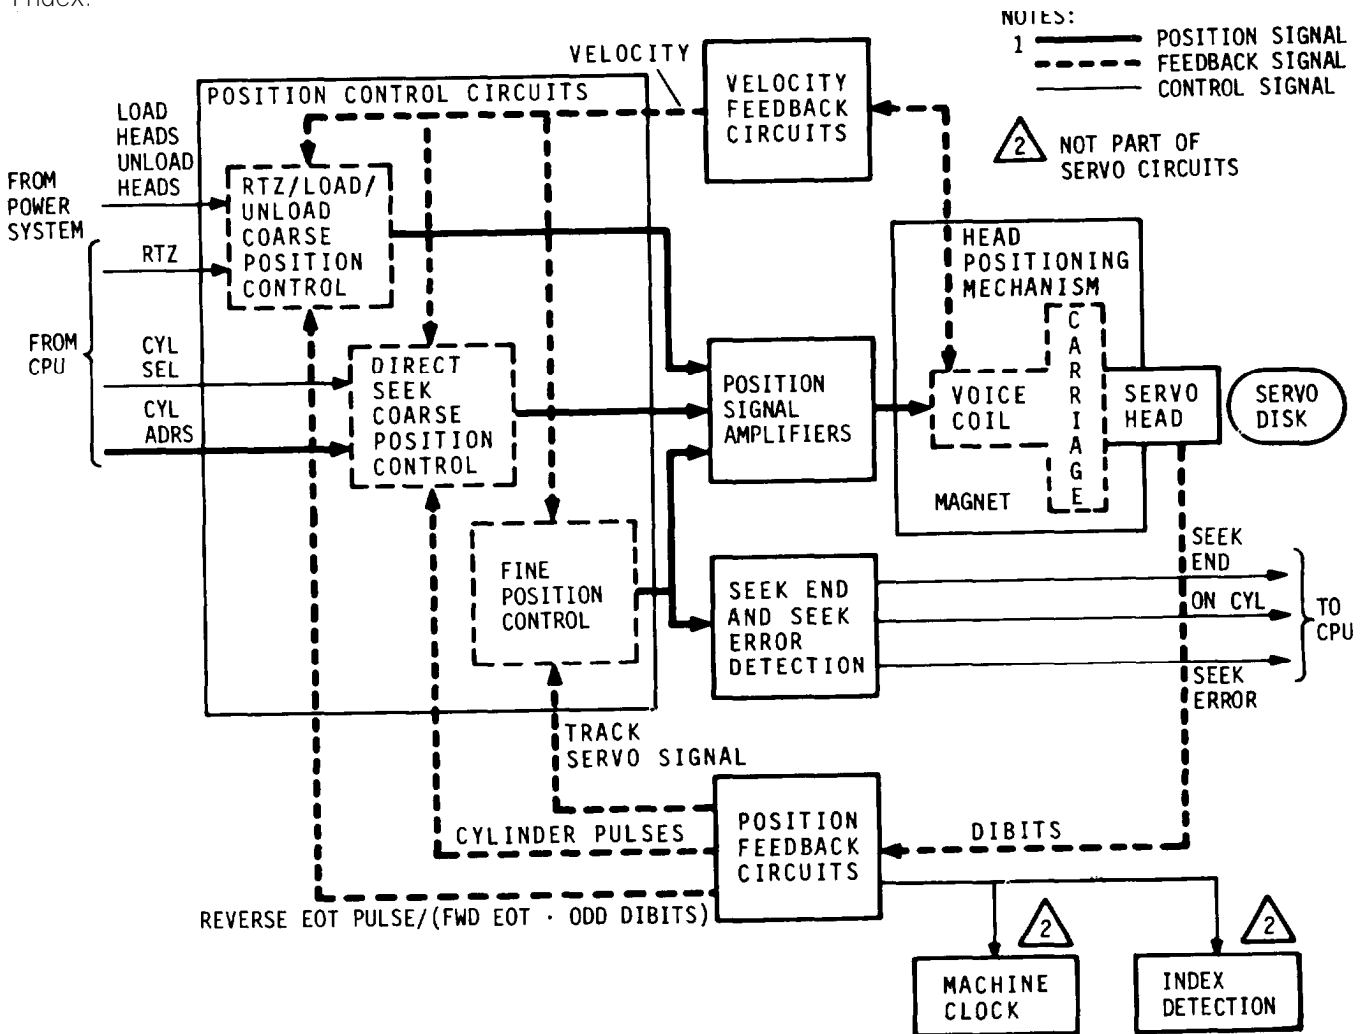 Index.
NOTES:
1
POSITION SIGNAL
FEEDBACK SIGNAL
CONTROL SIGNAL
2
NOT PART OF
SERVO CIRCUITS
VELOCITY
VELOCITY
FEEDBACK
CIRCUITS
POSITION CONTROL CIRCUITS
LOAD
HEADS
UNLOAD
HEADS
FROM
POWER
SYSTEM
RTZ/LOAD/
UNLOAD
COARSE
POSITION
CONTROL
RTZ
FROM
CPU
CYL
SEL
CYL
ADRS
DIRECT
SEEK
COARSE
POSITION
CONTROL
FINE
POSITION
CONTROL
POSITION
SIGNAL
AMPLIFIERS
HEAD
POSITIONING
MECHANISM
VOICE
COIL
CARRIAGE
MAGNET
SERVO
HEAD
SERVO
DISK
SEEK END
AND SEEK
ERROR
DETECTION
SEEK
END
ON CYL
SEEK
ERROR
TO
CPU
TRACK
SERVO SIGNAL
CYLINDER PULSES
REVERSE EOT PULSE/(FWD EOT · ODD DIBITS)
POSITION
FEEDBACK
CIRCUITS
DIBITS
2
2
MACHINE
CLOCK
INDEX
DETECTION